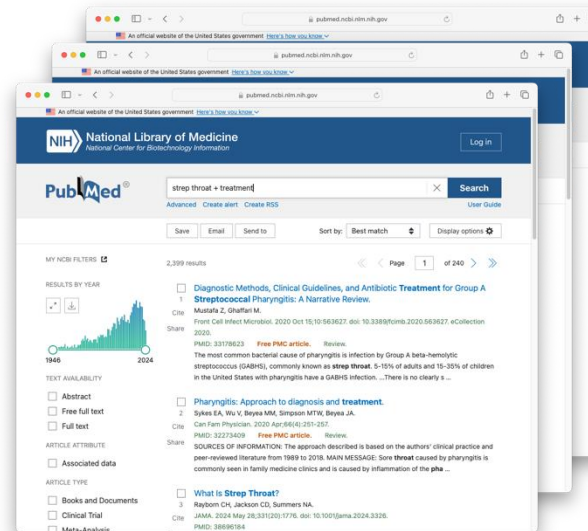 pubmed.ncbi.nlm.nih.gov
An official website of the United States government
pubmed.ncbi.nlm.nih.gov
An official website of the United States government Here's how you know
pubmed.ncbi.nlm.nih.gov
An official website of the United States government Here's how you know
NIH National Library of Medicine
National Center for Biotechnology Information
Log in
PubMed®
strep throat + treatment
Search
Advanced Create alert Create RSS
User Guide
Save Email Send to
Sort by: Best match
Display options
MY NCBI FILTERS
2,399 results
Page 1 of 240
RESULTS BY YEAR
1946 2024
TEXT AVAILABILITY
Abstract
Free full text
Full text
ARTICLE ATTRIBUTE
Associated data
ARTICLE TYPE
Books and Documents
Clinical Trial
Meta-Analysis
1
Cite
Share
Diagnostic Methods, Clinical Guidelines, and Antibiotic Treatment for Group A
Streptococcal Pharyngitis: A Narrative Review.
Mustafa Z, Ghaffari M.
Front Cell Infect Microbiol. 2020 Oct 15;10:563627. doi: 10.3389/fcimb.2020.563627. eCollection
2020.
PMID: 33178623 Free PMC article. Review.
The most common bacterial cause of pharyngitis is infection by Group A beta-hemolytic
streptococcus (GABHS), commonly known as strep throat. 5-15% of adults and 15-35% of children
in the United States with pharyngitis have a GABHS infection. ...There is no clearly s ...
2
Cite
Share
Pharyngitis: Approach to diagnosis and treatment.
Sykes EA, Wu V, Beyea MM, Simpson MTW, Beyea JA.
Can Fam Physician. 2020 Apr;66(4):251-257.
PMID: 32273409 Free PMC article. Review.
SOURCES OF INFORMATION: The approach described is based on the authors' clinical practice and
peer-reviewed literature from 1989 to 2018. MAIN MESSAGE: Sore throat caused by pharyngitis is
commonly seen in family medicine clinics and is caused by inflammation of the pha ...
3
Cite
What Is Strep Throat?
Rayborn CH, Jackson CD, Summers NA.
JAMA. 2024 May 28;331(20):1776. doi: 10.1001/jama.2024.3326.
PMID: 38696184